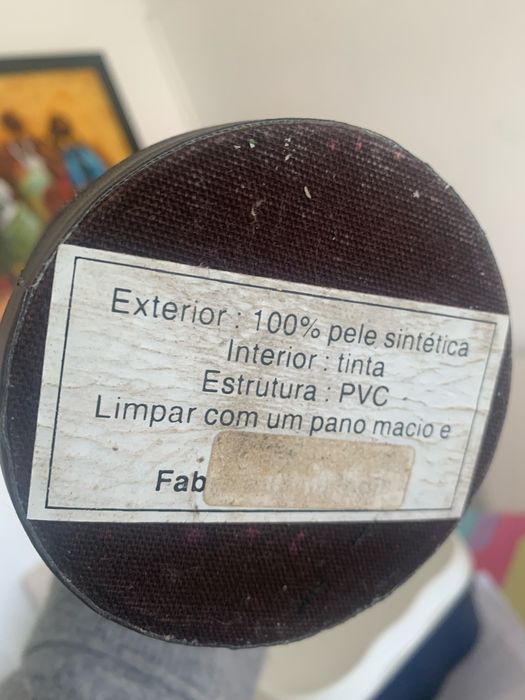 Exterior : 100% pele sintética
Interior : tinta
Estrutura : PVC
Limpar com um pano macio e
Fab